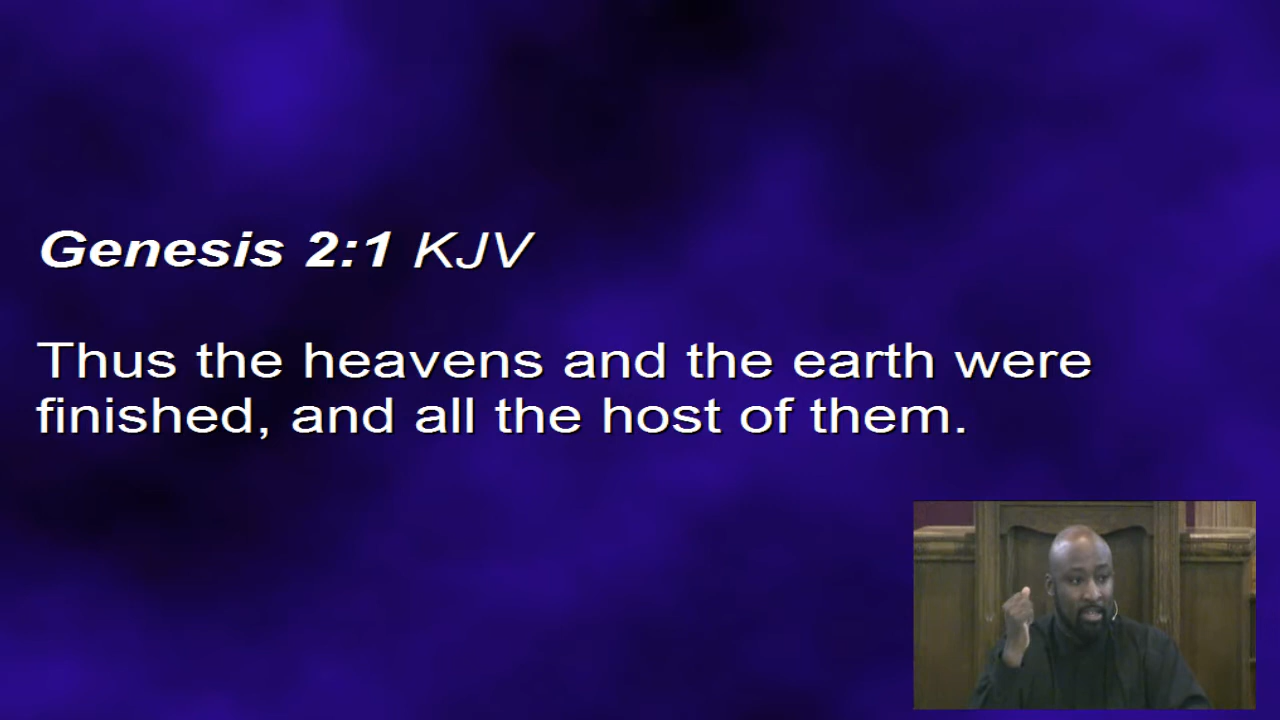 Genesis 2:1 KJV
Thus the heavens and the earth were
finished, and all the host of them.